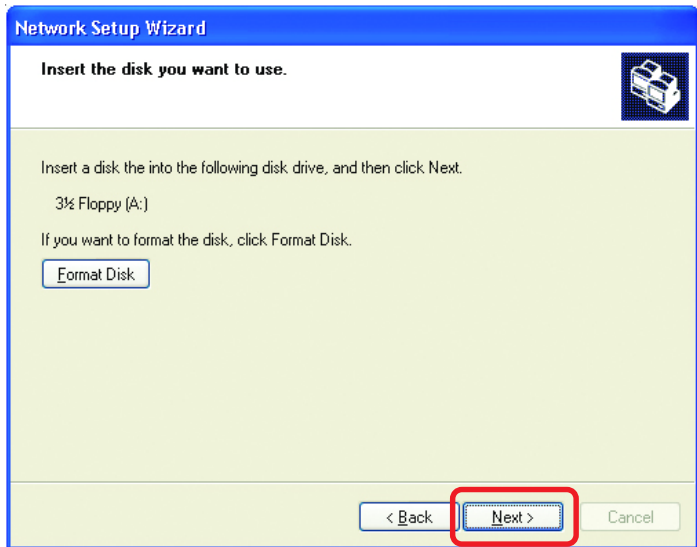 Network Setup Wizard
Insert the disk you want to use.
Insert a disk the into the following disk drive, and then click Next.
3½ Floppy (A:)
If you want to format the disk, click Format Disk.
Format Disk
< Back Next > Cancel